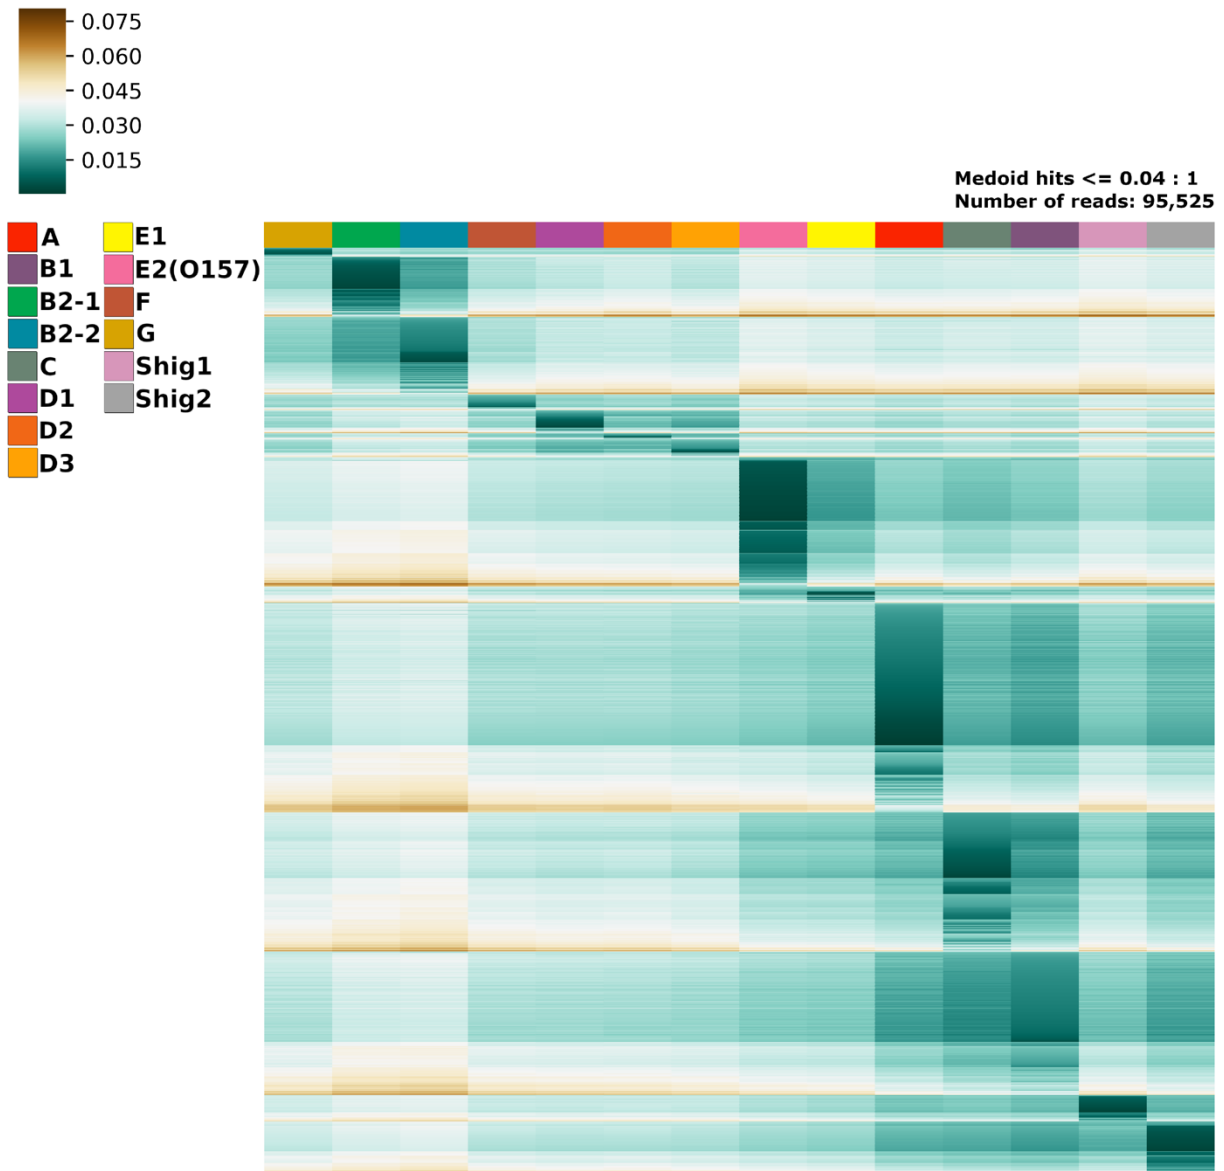 0.075
0.060
0.045
0.030
0.015
Medoid hits <= 0.04 : 1
Number of reads: 95,525
A
B1
B2-1
B2-2
C
D1
D2
D3
E1
E2(O157)
F
G
Shig1
Shig2